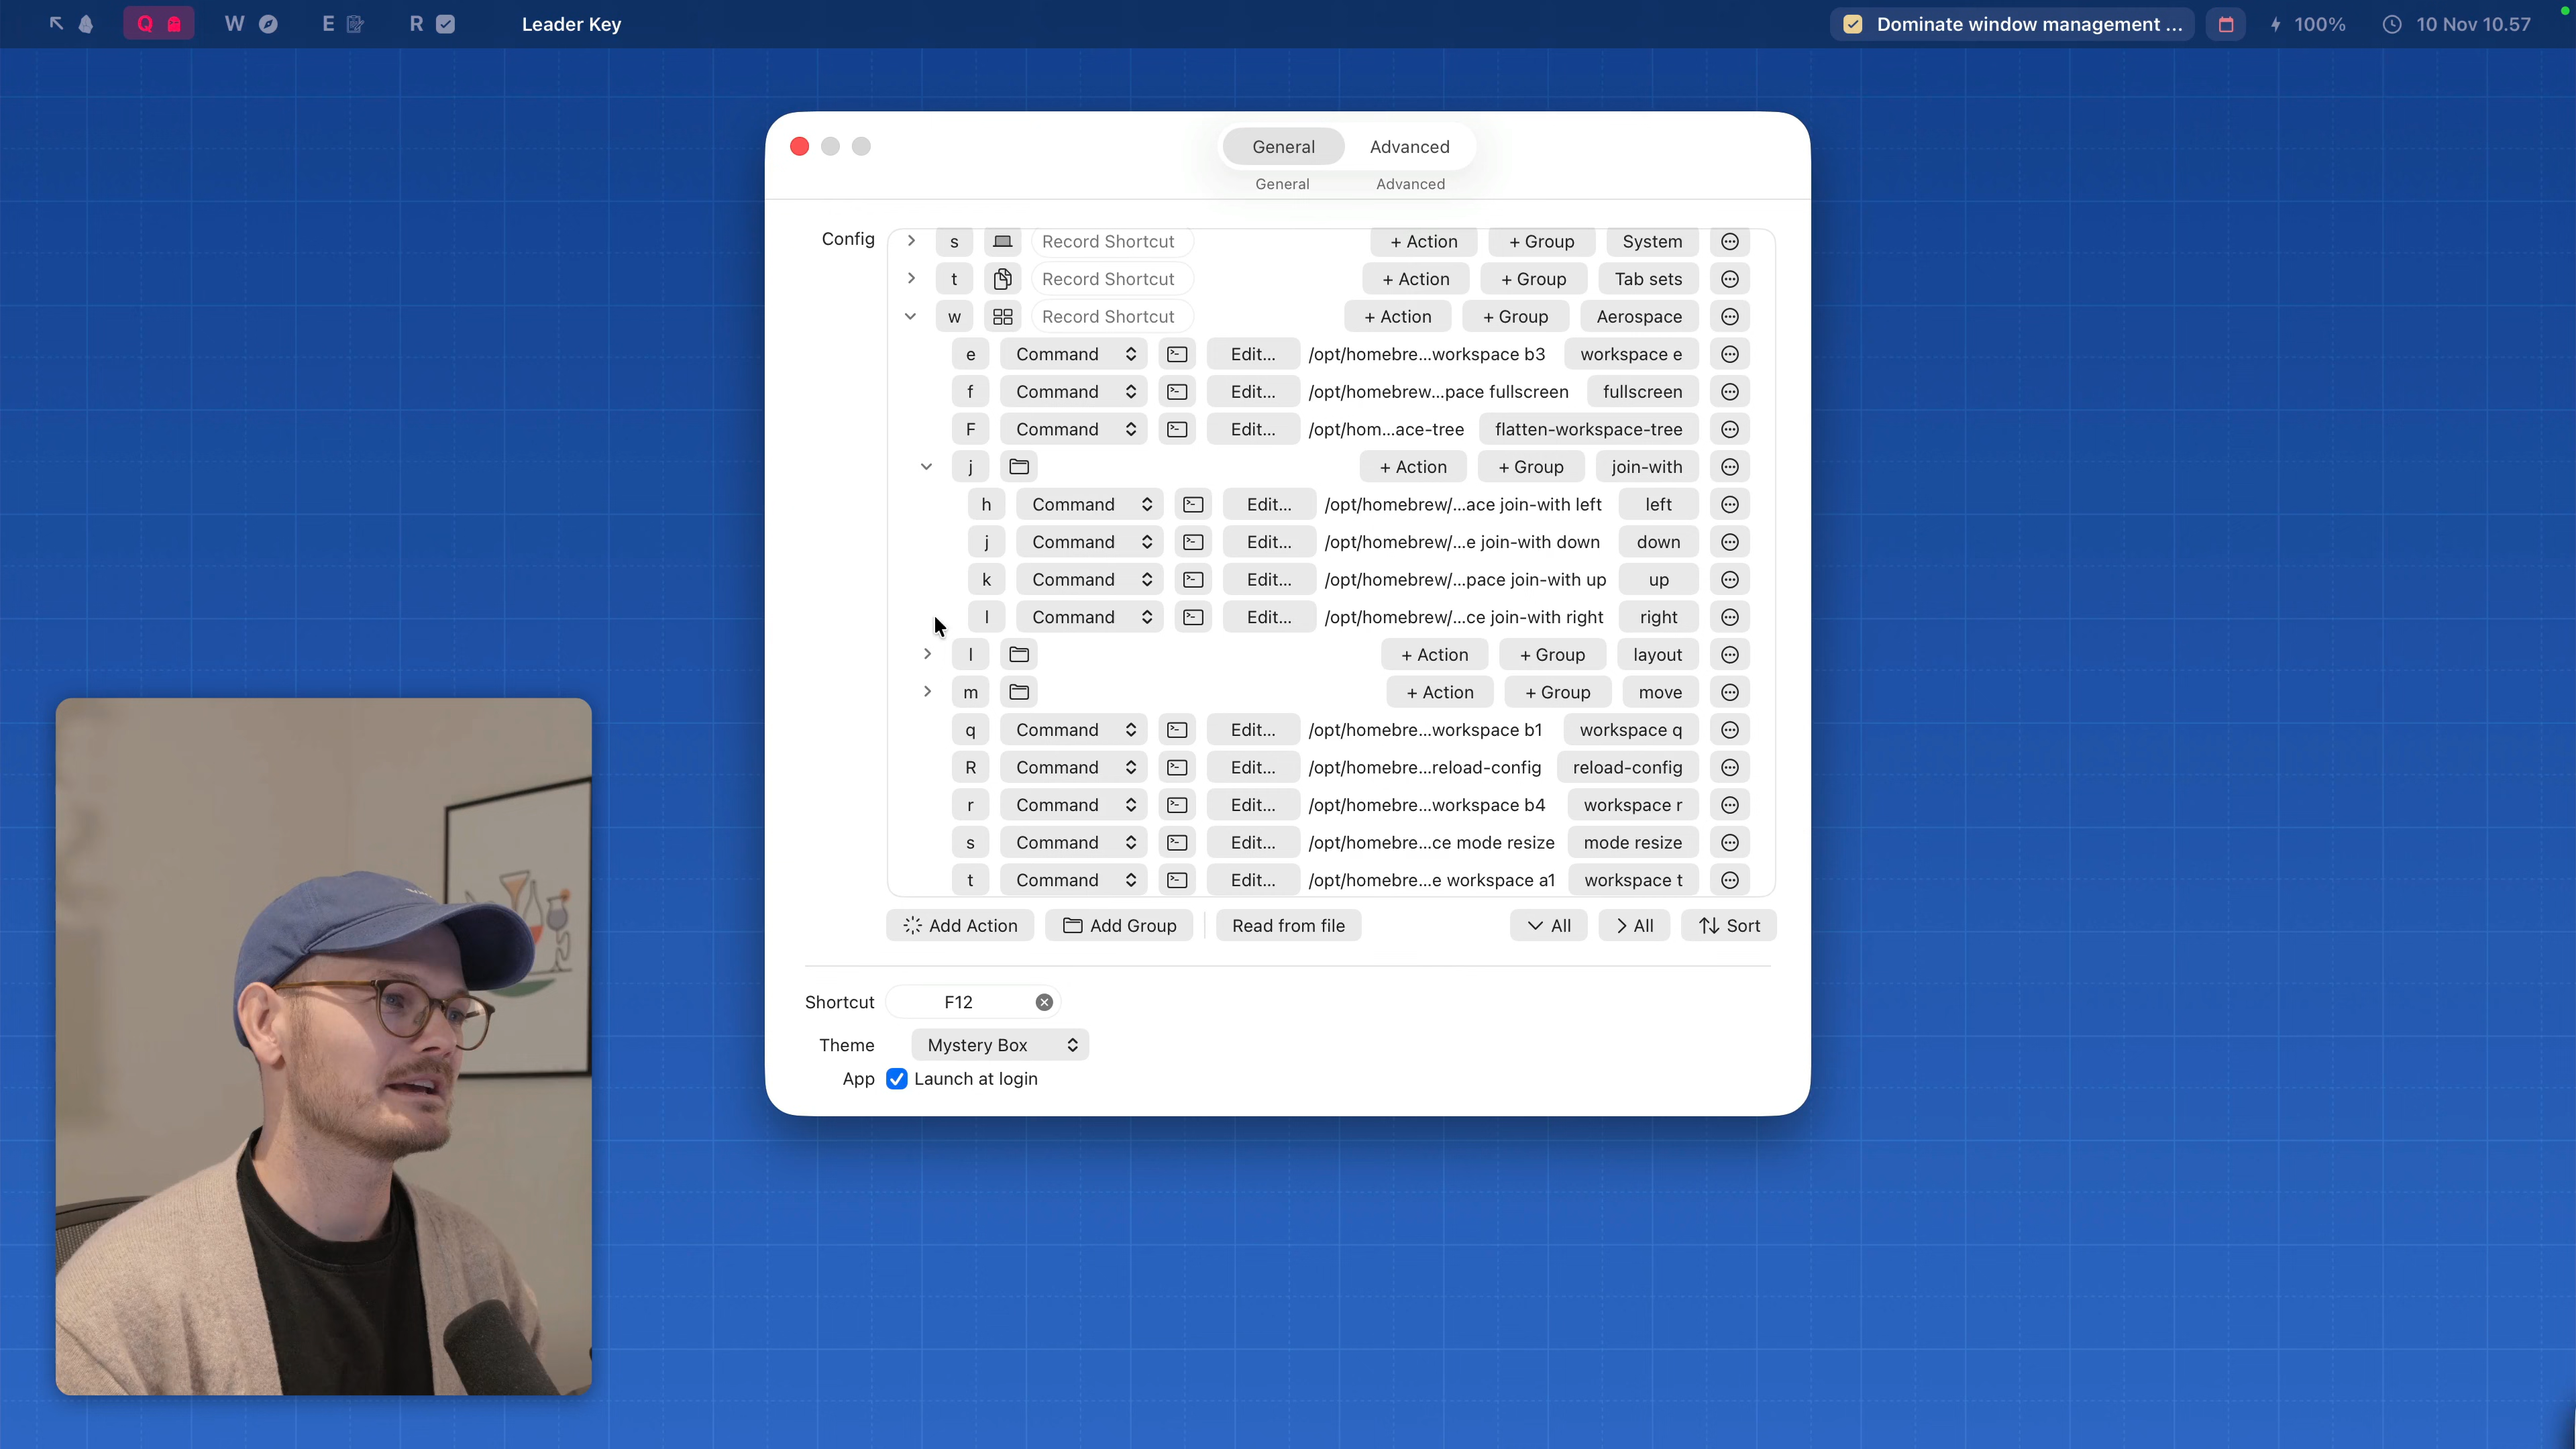 Q W E R Leader Key Dominate window management ... 100% 10 Nov 10.57
General Advanced
General Advanced
Config
s Record Shortcut + Action + Group System
t Record Shortcut + Action + Group Tab sets
w Record Shortcut + Action + Group Aerospace
e Command Edit... /opt/homebre...workspace b3 workspace e
f Command Edit... /opt/homebrew...pace fullscreen fullscreen
F Command Edit... /opt/hom...ace-tree flatten-workspace-tree
j + Action + Group join-with
h Command Edit... /opt/homebrew/...ace join-with left left
j Command Edit... /opt/homebrew/...e join-with down down
k Command Edit... /opt/homebrew/...pace join-with up up
l Command Edit... /opt/homebrew/...ce join-with right right
l + Action + Group layout
m + Action + Group move
q Command Edit... /opt/homebre...workspace b1 workspace q
R Command Edit... /opt/homebre...reload-config reload-config
r Command Edit... /opt/homebre...workspace b4 workspace r
s Command Edit... /opt/homebre...ce mode resize mode resize
t Command Edit... /opt/homebre...e workspace a1 workspace t
Add Action Add Group Read from file All All Sort
Shortcut F12
Theme Mystery Box
App Launch at login